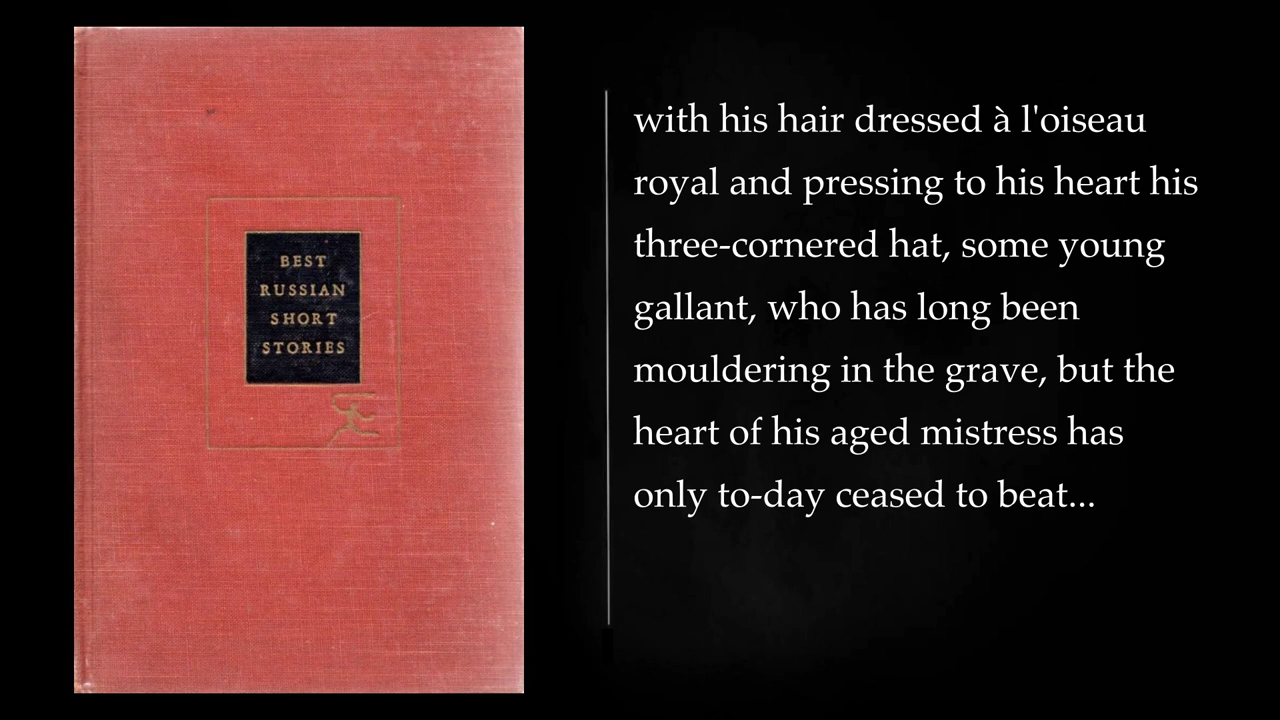 BEST
RUSSIAN
SHORT
STORIES
with his hair dressed à l'oiseau
royal and pressing to his heart his
three-cornered hat, some young
gallant, who has long been
mouldering in the grave, but the
heart of his aged mistress has
only to-day ceased to beat...